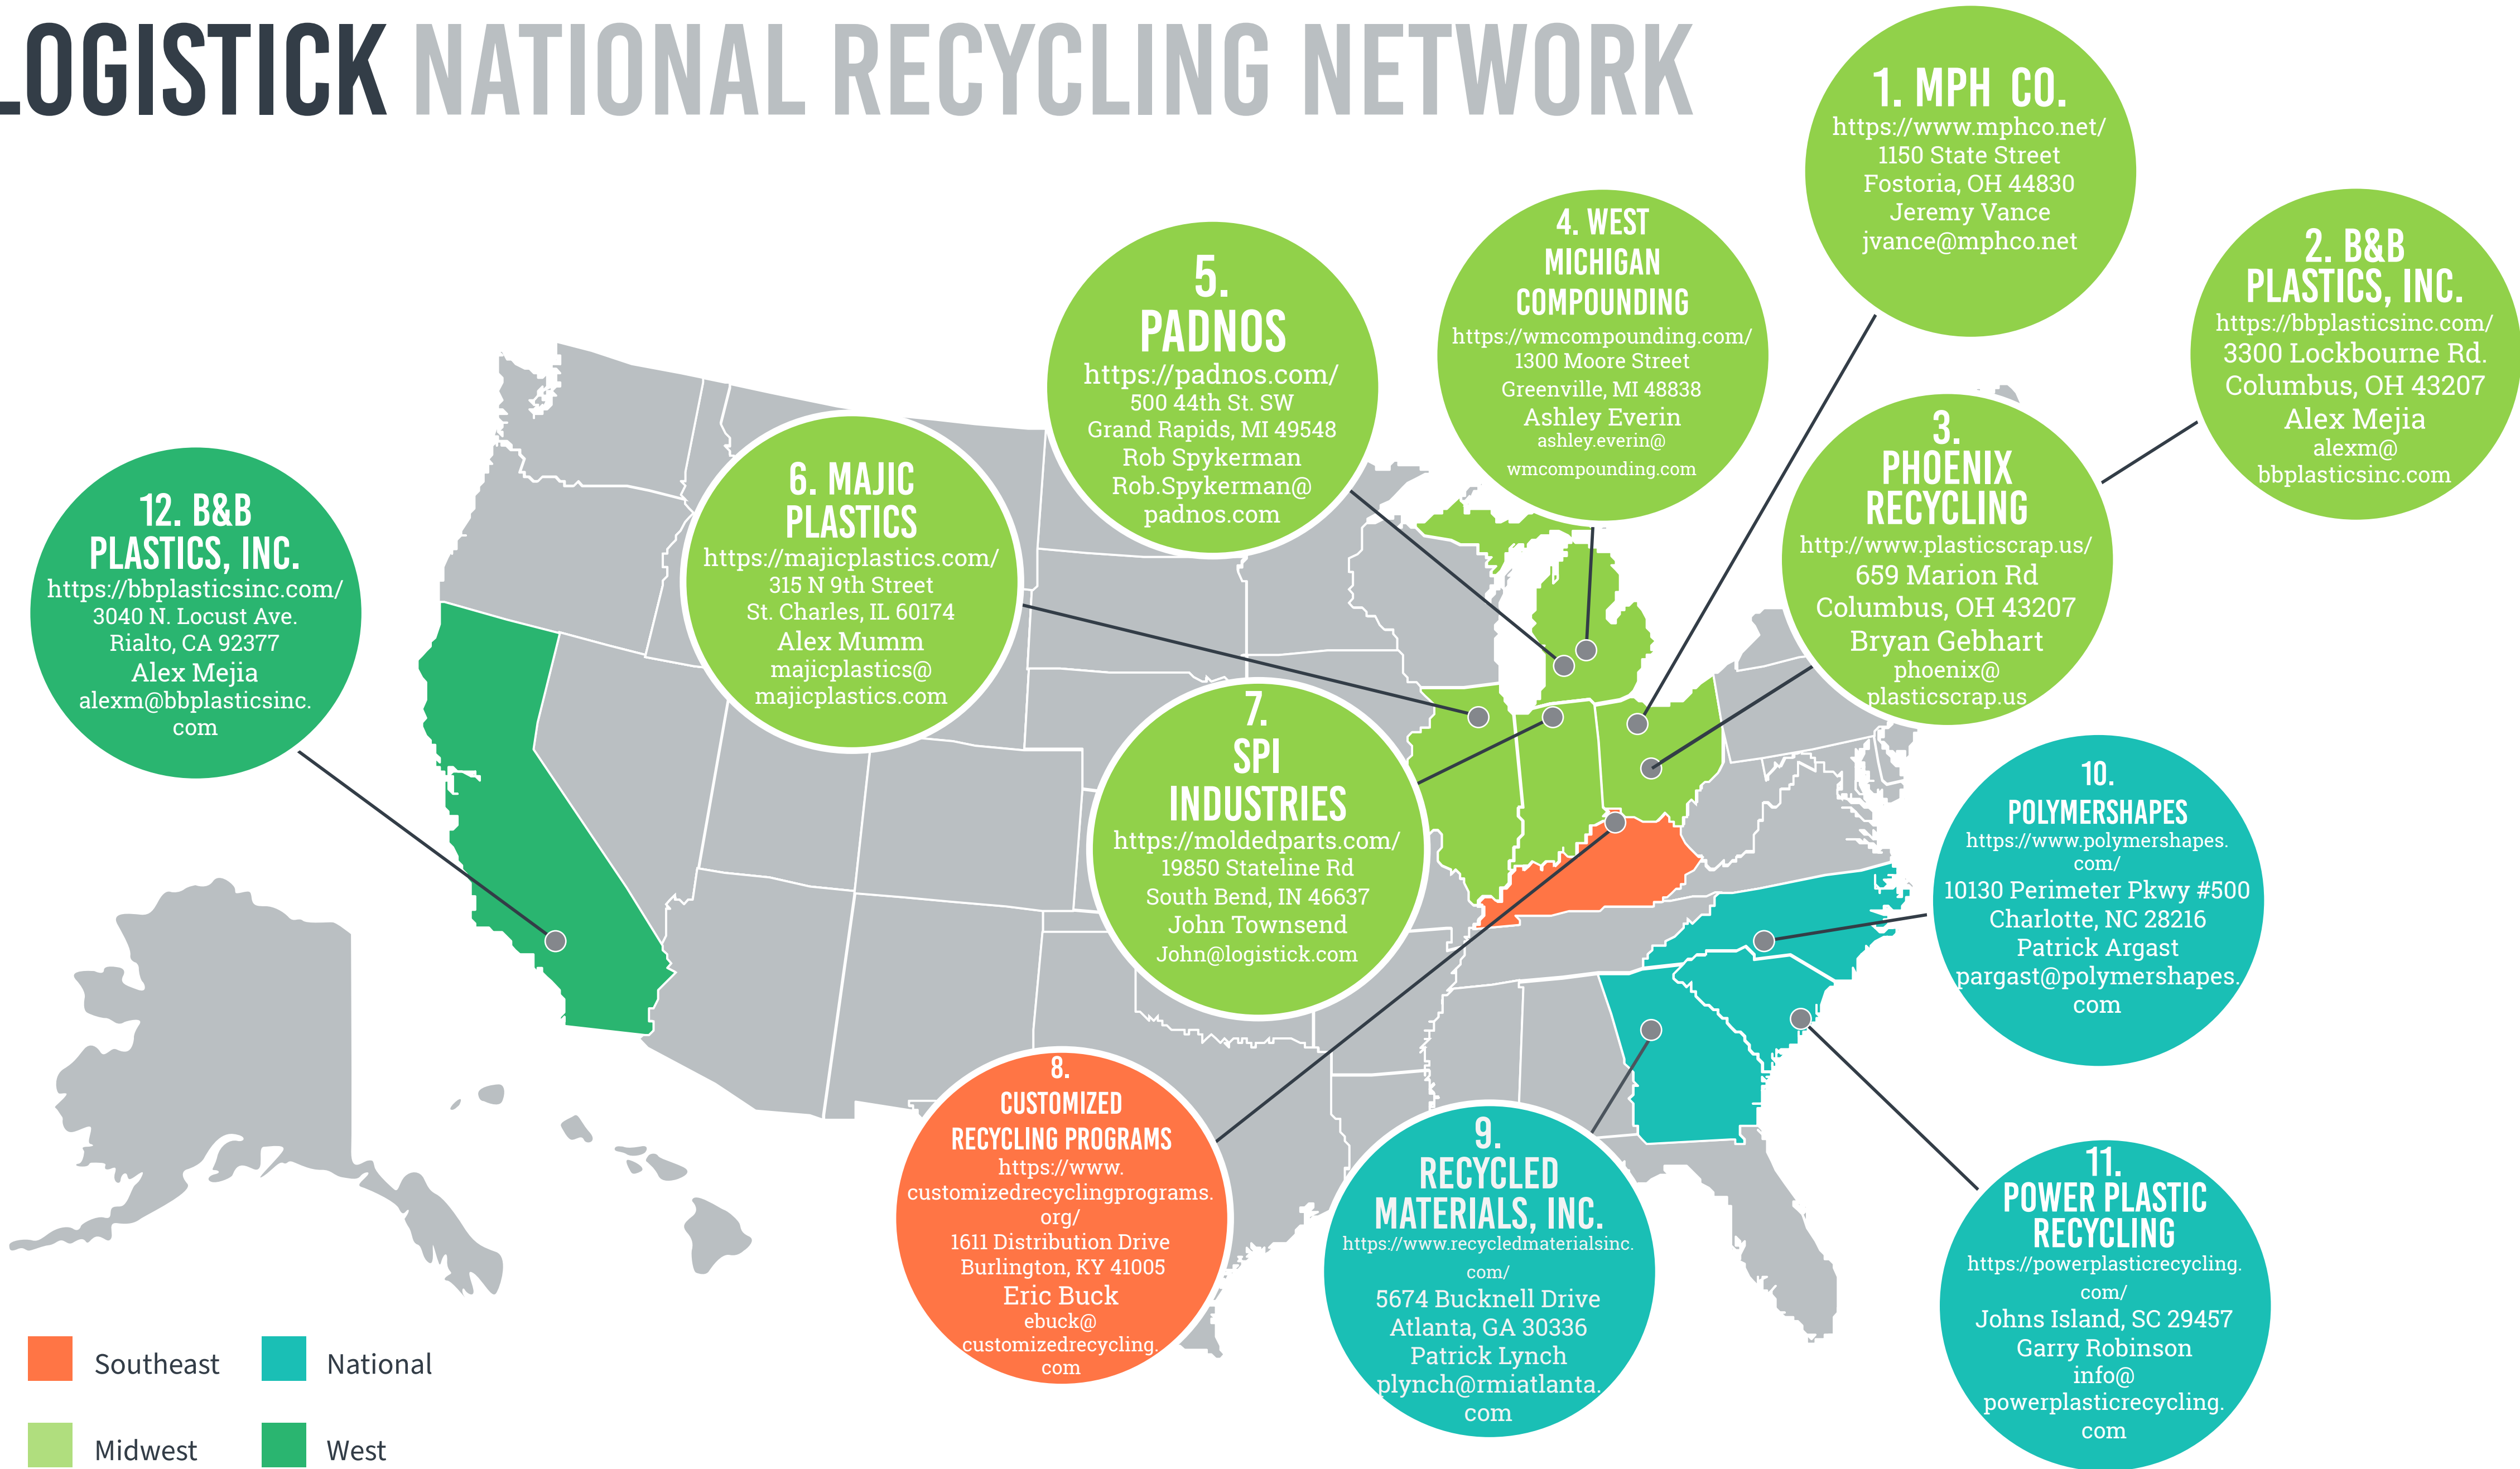 LOGISTICK NATIONAL RECYCLING NETWORK
1. MPH CO.
https://www.mphco.net/
1150 State Street
Fostoria, OH 44830
Jeremy Vance
jvance@mphco.net
2. B&B
PLASTICS, INC.
https://bbplasticsinc.com/
3300 Lockbourne Rd.
Columbus, OH 43207
Alex Mejia
alexm@
bbplasticsinc.com
3.
PHOENIX
RECYCLING
http://www.plasticscrap.us/
659 Marion Rd
Columbus, OH 43207
Bryan Gebhart
phoenix@
plasticscrap.us
4. WEST
MICHIGAN
COMPOUNDING
https://wmcompounding.com/
1300 Moore Street
Greenville, MI 48838
Ashley Everin
ashley.everin@
wmcompounding.com
5.
PADNOS
https://padnos.com/
500 44th St. SW
Grand Rapids, MI 49548
Rob Spykerman
Rob.Spykerman@
padnos.com
6. MAJIC
PLASTICS
https://majicplastics.com/
315 N 9th Street
St. Charles, IL 60174
Alex Mumm
majicplastics@
majicplastics.com
7.
SPI
INDUSTRIES
https://moldedparts.com/
19850 Stateline Rd
South Bend, IN 46637
John Townsend
John@logistick.com
8.
CUSTOMIZED
RECYCLING PROGRAMS
https://www.
customizedrecyclingprograms.
org/
1611 Distribution Drive
Burlington, KY 41005
Eric Buck
ebuck@
customizedrecycling.
com
9.
RECYCLED
MATERIALS, INC.
https://www.recycledmaterialsinc.
com/
5674 Bucknell Drive
Atlanta, GA 30336
Patrick Lynch
plynch@rmiatlanta.
com
10.
POLYMERSHAPES
https://www.polymershapes.
com/
10130 Perimeter Pkwy #500
Charlotte, NC 28216
Patrick Argast
pargast@polymershapes.
com
11.
POWER PLASTIC
RECYCLING
https://powerplasticrecycling.
com/
Johns Island, SC 29457
Garry Robinson
info@
powerplasticrecycling.
com
12. B&B
PLASTICS, INC.
https://bbplasticsinc.com/
3040 N. Locust Ave.
Rialto, CA 92377
Alex Mejia
alexm@bbplasticsinc.
com
Southeast
National
Midwest
West